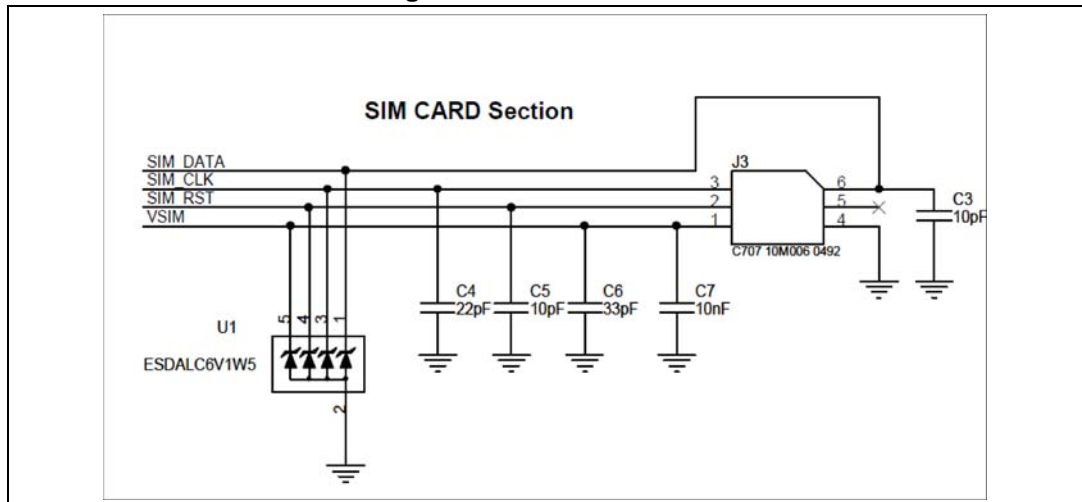 SIM CARD Section
SIM_DATA
SIM_CLK
SIM_RST
VSIM
J3
3
2
1
6
5
4
C707 10M006 0492
C3
10pF
C4
22pF
C5
10pF
C6
33pF
C7
10nF
U1
ESDALC6V1W5
5
4
3
1
2